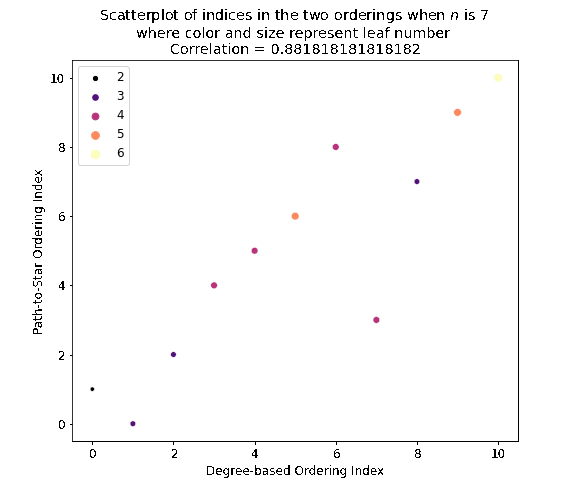 Scatterplot of indices in the two orderings when n is 7
where color and size represent leaf number
Correlation = 0.881818181818182
2
3
4
5
6
10
8
6
4
2
0
Path-to-Star Ordering Index
0 2 4 6 8 10
Degree-based Ordering Index